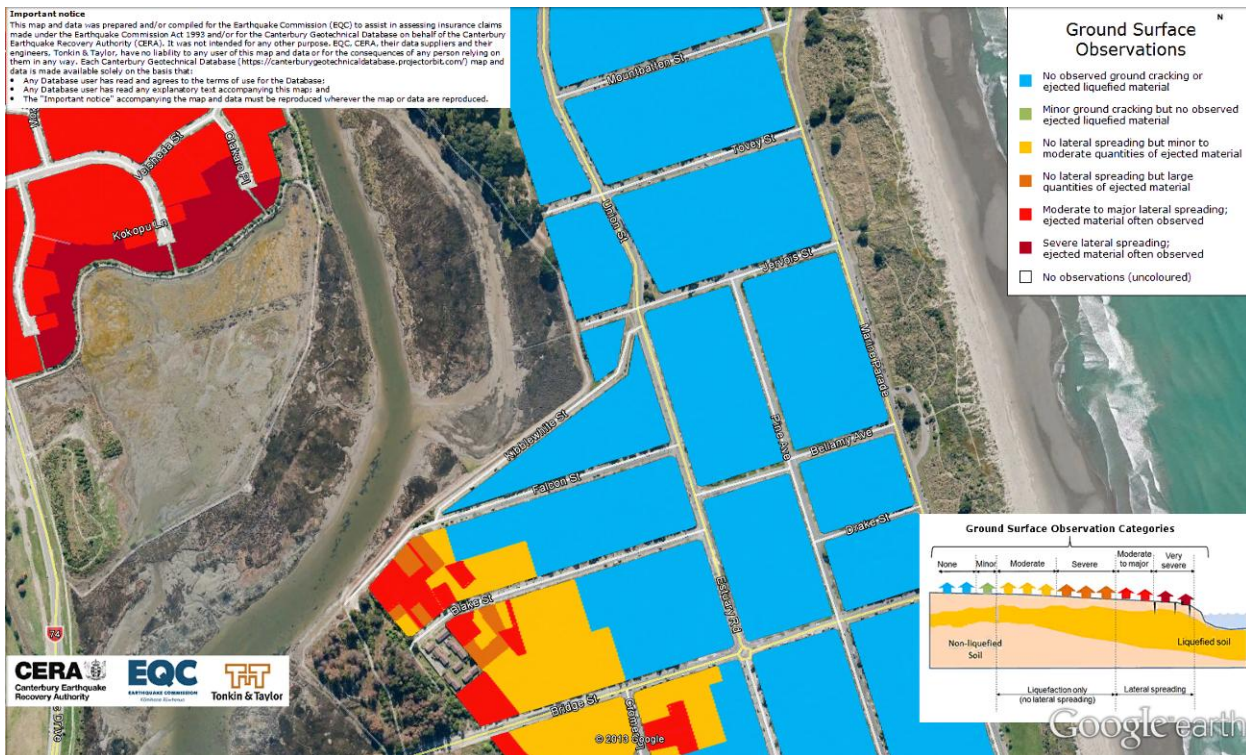 Important notice
This map and data was prepared and/or compiled for the Earthquake Commission (EQC) to assist in assessing insurance claims
made under the Earthquake Commission Act 1993 and/or for the Canterbury Geotechnical Database on behalf of the Canterbury
Earthquake Recovery Authority (CERA). It was not intended for any other purpose. EQC, CERA, their data suppliers and their
engineers, Tonkin & Taylor, have no liability to any user of this map and data or for the consequences of any person relying on
them in any way. Each Canterbury Geotechnical Database (https://canterburygeotechnicaldatabase.projectorbit.com/) map and
data is made available solely on the basis that:
• Any Database user has read and agrees to the terms of use for the Database;
• Any Database user has read any explanatory text accompanying this map; and
• The "Important notice" accompanying the map and data must be reproduced wherever the map or data are reproduced.
N
Ground Surface
Observations
No observed ground cracking or
ejected liquefied material
Minor ground cracking but no observed
ejected liquefied material
No lateral spreading but minor to
moderate quantities of ejected material
No lateral spreading but large
quantities of ejected material
Moderate to major lateral spreading;
ejected material often observed
Severe lateral spreading;
ejected material often observed
No observations (uncoloured)
Mountbatten St
Tovey St
Union St
Jervois St
Marine Parade
Velsheda St
Otakaro Pl
Kokopu Ln
Kibblewhite St
Pine Ave
Bellamy Ave
Falcon St
Drake St
Blake St
Estuary Rd
Bridge St
74
CERA
Canterbury Earthquake
Recovery Authority
EQC
EARTHQUAKE COMMISSION
T+T
Tonkin & Taylor
© 2013 Google
Ground Surface Observation Categories
None
Minor
Moderate
Severe
Moderate
to major
Very
severe
Non-liquefied
Soil
Liquefied soil
Liquefaction only
(no lateral spreading)
Lateral spreading
Google earth